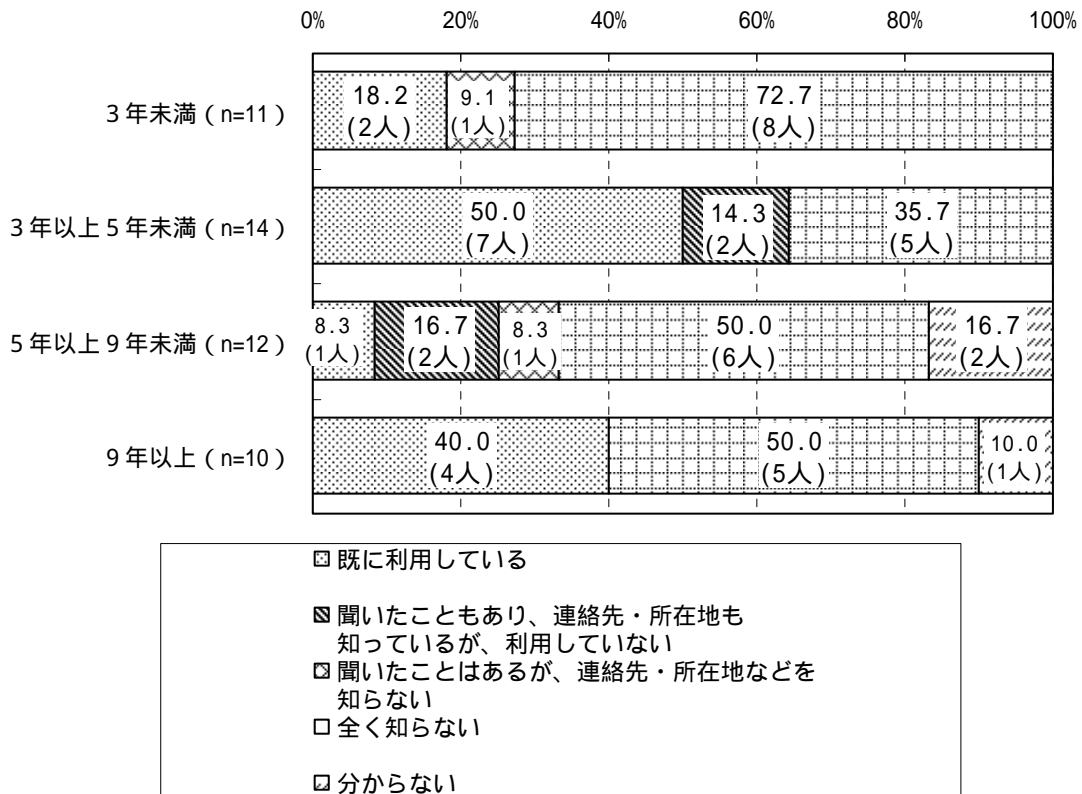 0% 20% 40% 60% 80% 100%
3年未満(n=11)
18.2 9.1 72.7
(2人) (1人) (8人)
3年以上5年未満(n=14)
50.0 14.3 35.7
(7人) (2人) (5人)
5年以上9年未満(n=12)
8.3 16.7 8.3 50.0 16.7
(1人) (2人) (1人) (6人) (2人)
9年以上(n=10)
40.0 50.0 10.0
(4人) (5人) (1人)
既に利用している
聞いたこともあり、連絡先・所在地も
知っているが、利用していない
聞いたことはあるが、連絡先・所在地などを
知らない
全く知らない
分からない